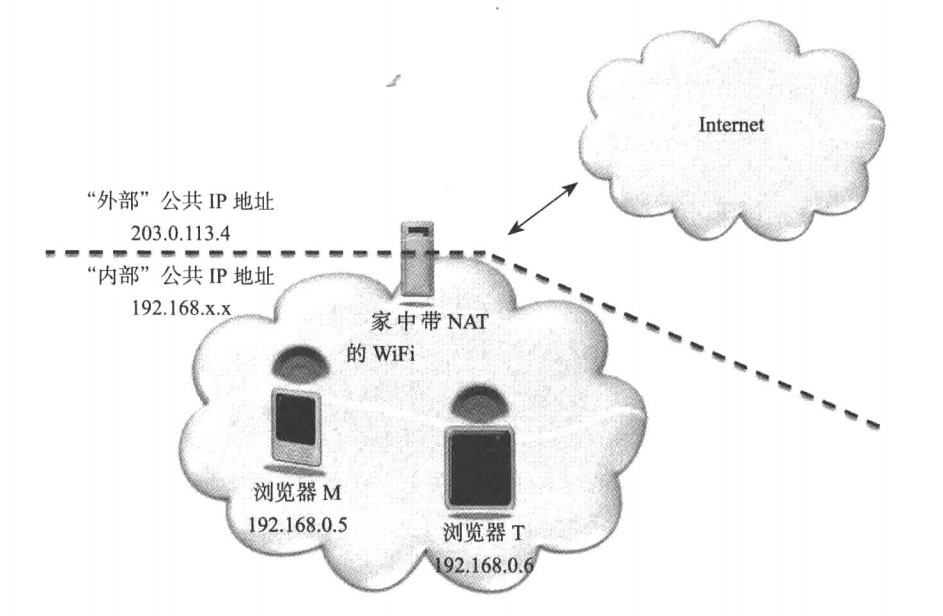 Internet
“外部”公共 IP 地址
203.0.113.4
“内部”公共 IP 地址
192.168.x.x
家中带 NAT
的 WiFi
浏览器 M
192.168.0.5
浏览器 T
192.168.0.6